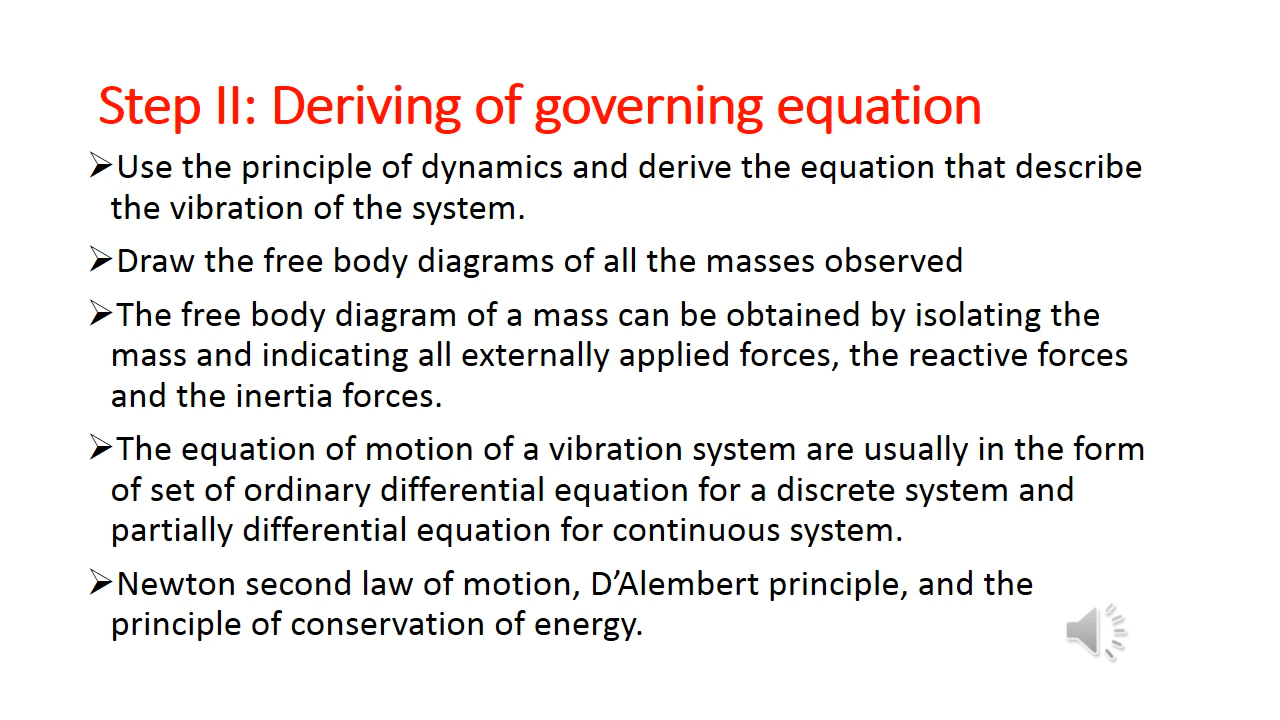 Step II: Deriving of governing equation
➢Use the principle of dynamics and derive the equation that describe
the vibration of the system.
➢Draw the free body diagrams of all the masses observed
➢The free body diagram of a mass can be obtained by isolating the
mass and indicating all externally applied forces, the reactive forces
and the inertia forces.
➢The equation of motion of a vibration system are usually in the form
of set of ordinary differential equation for a discrete system and
partially differential equation for continuous system.
➢Newton second law of motion, D’Alembert principle, and the
principle of conservation of energy.